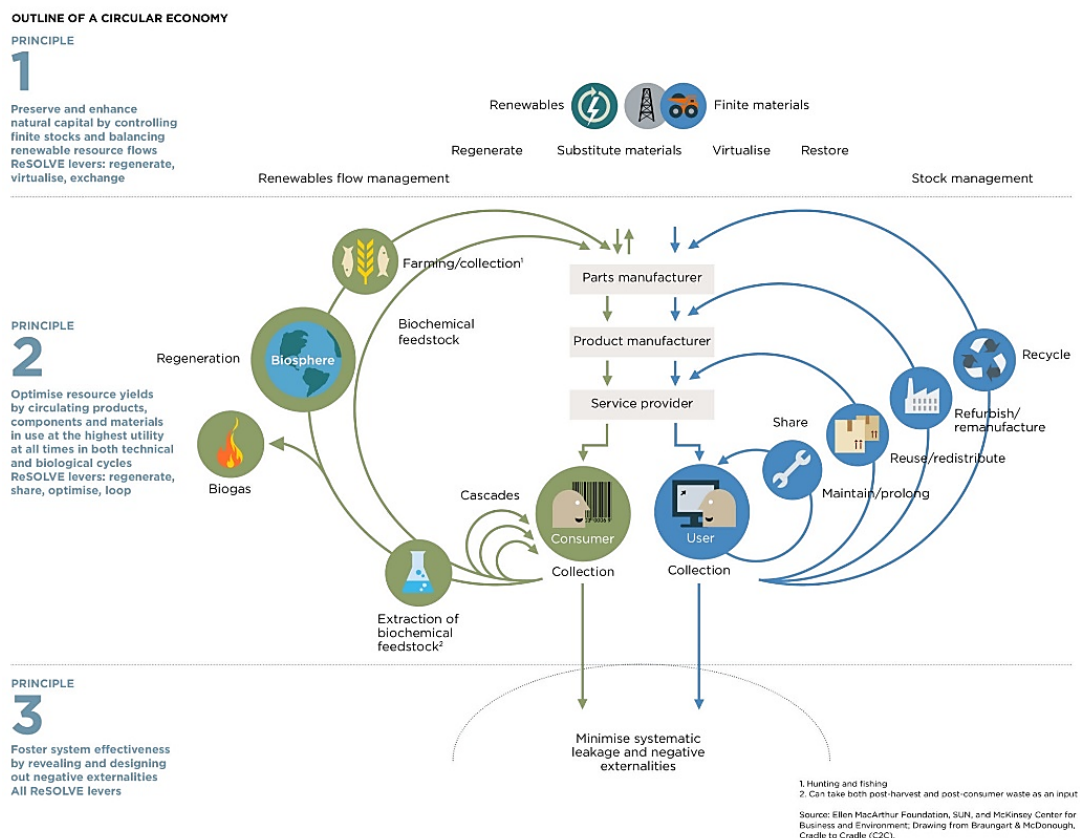 OUTLINE OF A CIRCULAR ECONOMY
PRINCIPLE
1
Preserve and enhance
natural capital by controlling
finite stocks and balancing
renewable resource flows
ReSOLVE levers: regenerate,
virtualise, exchange
Renewables
Finite materials
Regenerate
Substitute materials
Virtualise
Restore
Renewables flow management
Stock management
PRINCIPLE
2
Optimise resource yields
by circulating products,
components and materials
in use at the highest utility
at all times in both technical
and biological cycles
ReSOLVE levers: regenerate,
share, optimise, loop
Farming/collection¹
Parts manufacturer
Biochemical
feedstock
Product manufacturer
Regeneration
Biosphere
Recycle
Service provider
Refurbish/
remanufacture
Share
Reuse/redistribute
Biogas
Cascades
Maintain/prolong
Consumer
User
Collection
Collection
Extraction of
biochemical
feedstock²
PRINCIPLE
3
Foster system effectiveness
by revealing and designing
out negative externalities
All ReSOLVE levers
Minimise systematic
leakage and negative
externalities
1. Hunting and fishing
2. Can take both post-harvest and post-consumer waste as an input
Source: Ellen MacArthur Foundation, SUN, and McKinsey Center for
Business and Environment; Drawing from Braungart & McDonough,
Cradle to Cradle (C2C).